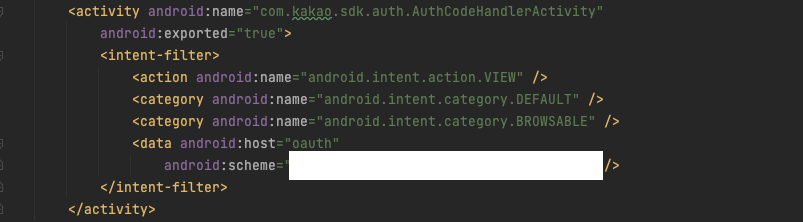 <activity android:name="com.kakao.sdk.auth.AuthCodeHandlerActivity"
android:exported="true">
<intent-filter>
<action android:name="android.intent.action.VIEW" />
<category android:name="android.intent.category.DEFAULT" />
<category android:name="android.intent.category.BROWSABLE" />
<data android:host="oauth"
android:scheme=" />
</intent-filter>
</activity>